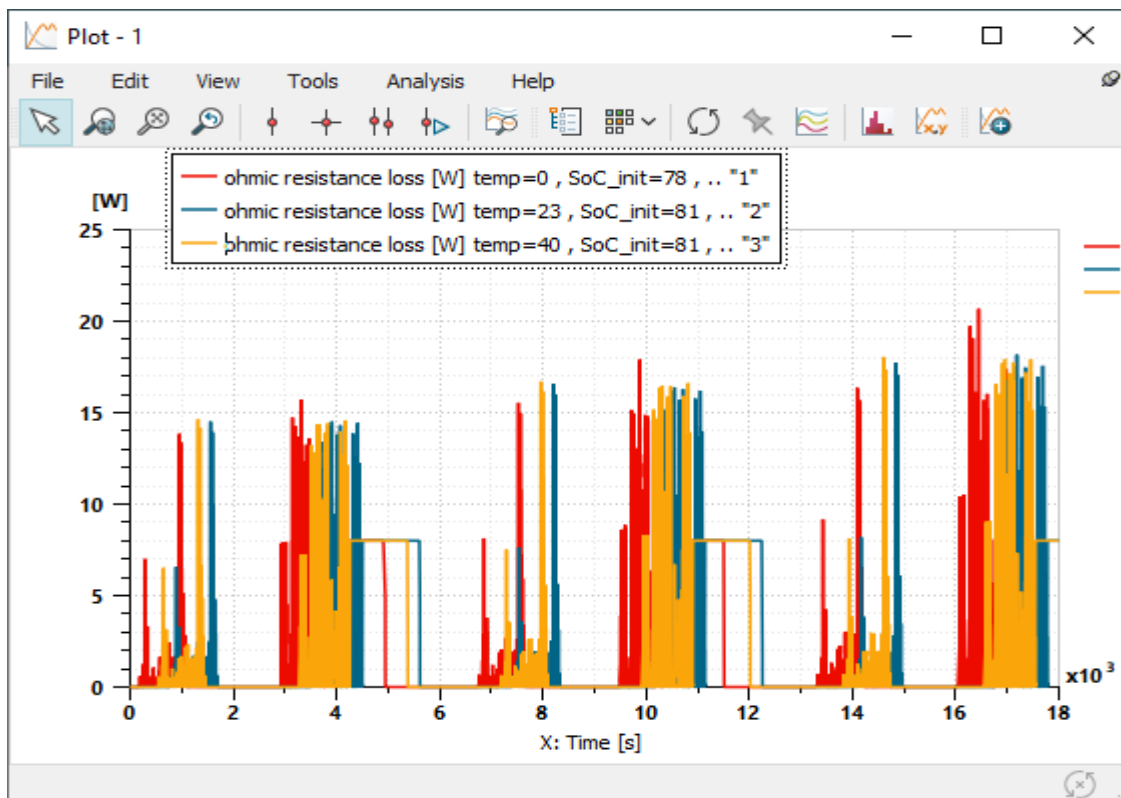 Plot - 1
File Edit View Tools Analysis Help
ohmic resistance loss [W] temp=0 , SoC_init=78 , .. "1"
ohmic resistance loss [W] temp=23 , SoC_init=81 , .. "2"
ohmic resistance loss [W] temp=40 , SoC_init=81 , .. "3"
[W]
25
20
15
10
5
0
x10 3
0 2 4 6 8 10 12 14 16 18
X: Time [s]